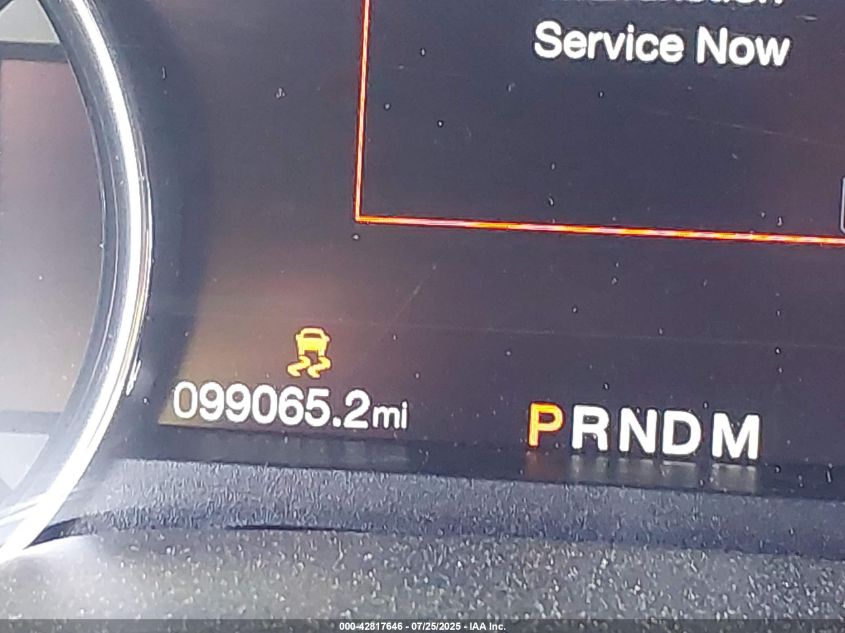 Service Now
099065.2mi
PRNDM
000-42817646 - 07/25/2025 - IAA Inc.